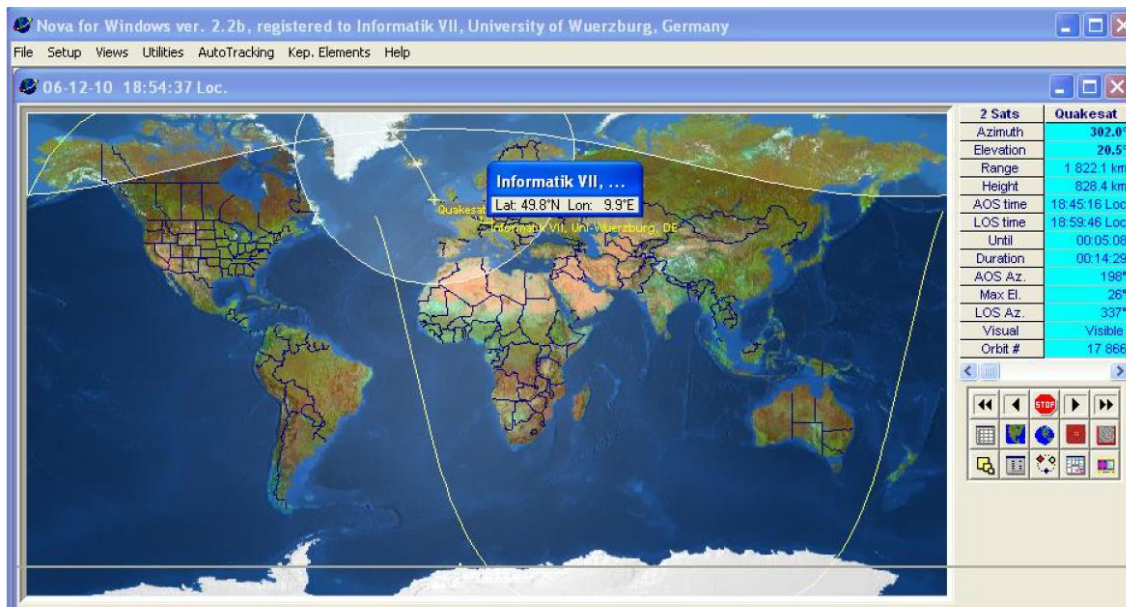 Nova for Windows ver. 2.2b, registered to Informatik VII, University of Wuerzburg, Germany
File Setup Views Utilities AutoTracking Kep. Elements Help
06-12-10 18:54:37 Loc.
Informatik VII, ...
Lat: 49.8°N Lon: 9.9°E
Quakesat
Informatik VII, Uni-Wuerzburg, DE
2 Sats Quakesat
Azimuth 302.0°
Elevation 20.5°
Range 1 822.1 km
Height 828.4 km
AOS time 18:45:16 Loc
LOS time 18:59:46 Loc
Until 00:05:08
Duration 00:14:29
AOS Az. 198°
Max El. 26°
LOS Az. 337°
Visual Visible
Orbit # 17 866
STOP